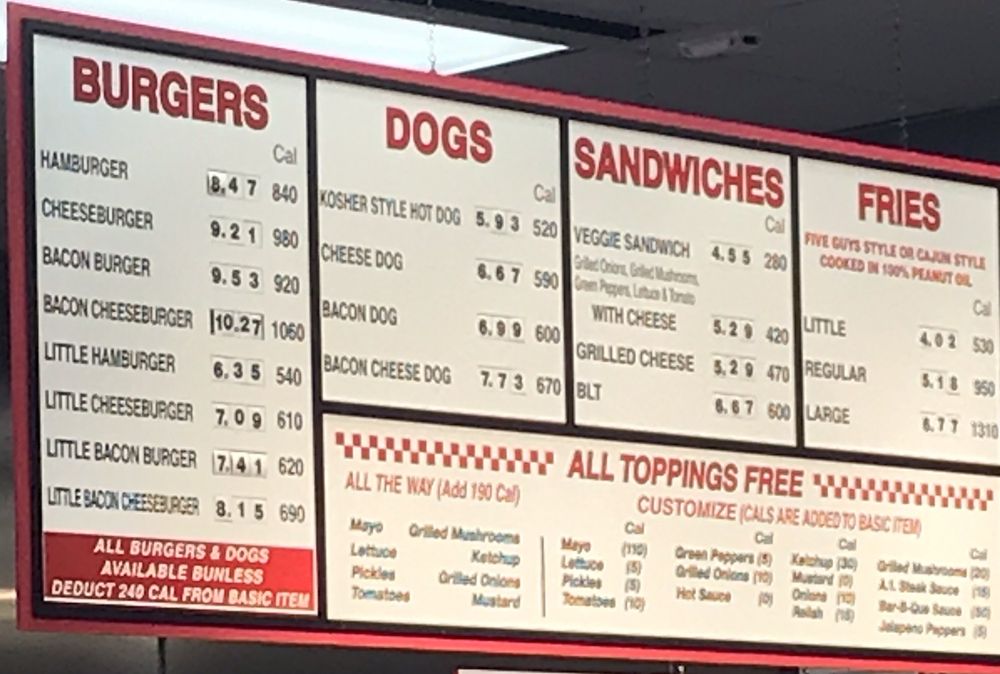 BURGERS
Cal
HAMBURGER 8.47 840
CHEESEBURGER 9.21 980
BACON BURGER 9.53 920
BACON CHEESEBURGER 10.27 1060
LITTLE HAMBURGER 6.35 540
LITTLE CHEESEBURGER 7.09 610
LITTLE BACON BURGER 7.41 620
LITTLE BACON CHEESEBURGER 8.15 690
ALL BURGERS & DOGS
AVAILABLE BUNLESS
DEDUCT 240 CAL FROM BASIC ITEM
DOGS
Cal
KOSHER STYLE HOT DOG 5.93 520
CHEESE DOG 6.67 590
BACON DOG 6.99 600
BACON CHEESE DOG 7.73 670
SANDWICHES
Cal
VEGGIE SANDWICH 4.55 280
Grilled Onions, Grilled Mushrooms,
Green Peppers, Lettuce & Tomato
WITH CHEESE 5.29 420
GRILLED CHEESE 5.29 470
BLT 6.67 600
FRIES
FIVE GUYS STYLE OR CAJUN STYLE
COOKED IN 100% PEANUT OIL
Cal
LITTLE 4.02 530
REGULAR 5.18 950
LARGE 6.77 1310
ALL TOPPINGS FREE
ALL THE WAY (Add 190 Cal)
Mayo Grilled Mushrooms
Lettuce Ketchup
Pickles Grilled Onions
Tomatoes Mustard
CUSTOMIZE (CALS ARE ADDED TO BASIC ITEM)
Cal
Mayo (110)
Lettuce (5)
Pickles (5)
Tomatoes (10)
Cal
Green Peppers (5)
Grilled Onions (10)
Hot Sauce (0)
Cal
Ketchup (30)
Mustard (0)
Onions (10)
Relish (15)
Cal
Grilled Mushrooms (20)
A.1. Steak Sauce (15)
Bar-B-Que Sauce (60)
Jalapeno Peppers (5)